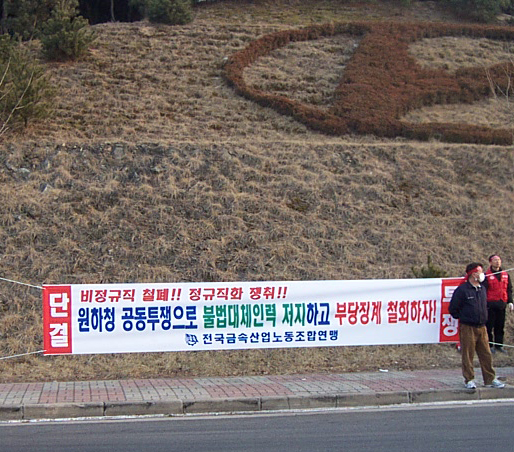 단결
비정규직 철폐!! 정규직화 쟁취!!
원하청 공동투쟁으로 불법대체인력 저지하고 부당징계 철회하자!
전국금속산업노동조합연맹
투쟁